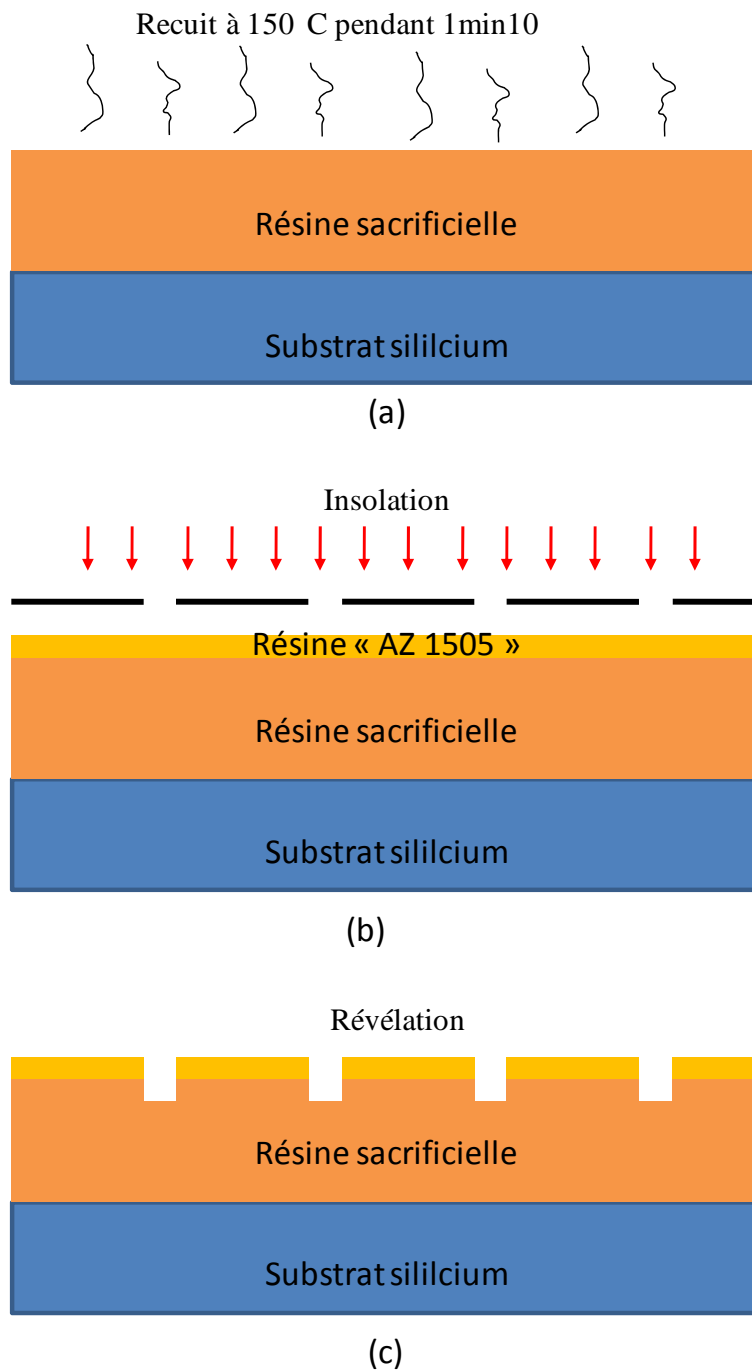 Recuit à 150 C pendant 1min10
Résine sacrificielle
Substrat sililcium
(a)
Insolation
Résine « AZ 1505 »
Résine sacrificielle
Substrat sililcium
(b)
Révélation
Résine sacrificielle
Substrat sililcium
(c)